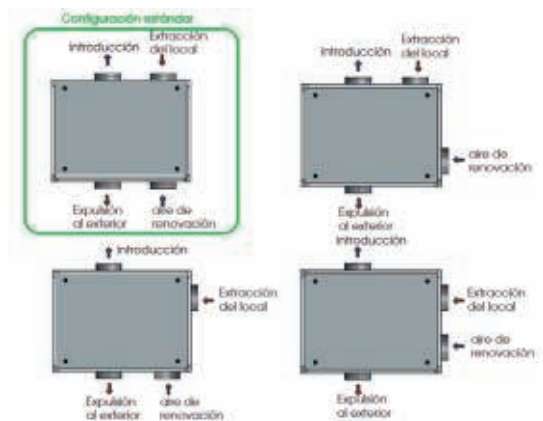 Configuración estándar
Introducción
Extracción
del local
Expulsión
al exterior
aire de
renovación
Introducción
Extracción
del local
aire de
renovación
Expulsión
al exterior
Introducción
Extracción
del local
Expulsión
al exterior
aire de
renovación
Introducción
Extracción
del local
aire de
renovación
Expulsión
al exterior